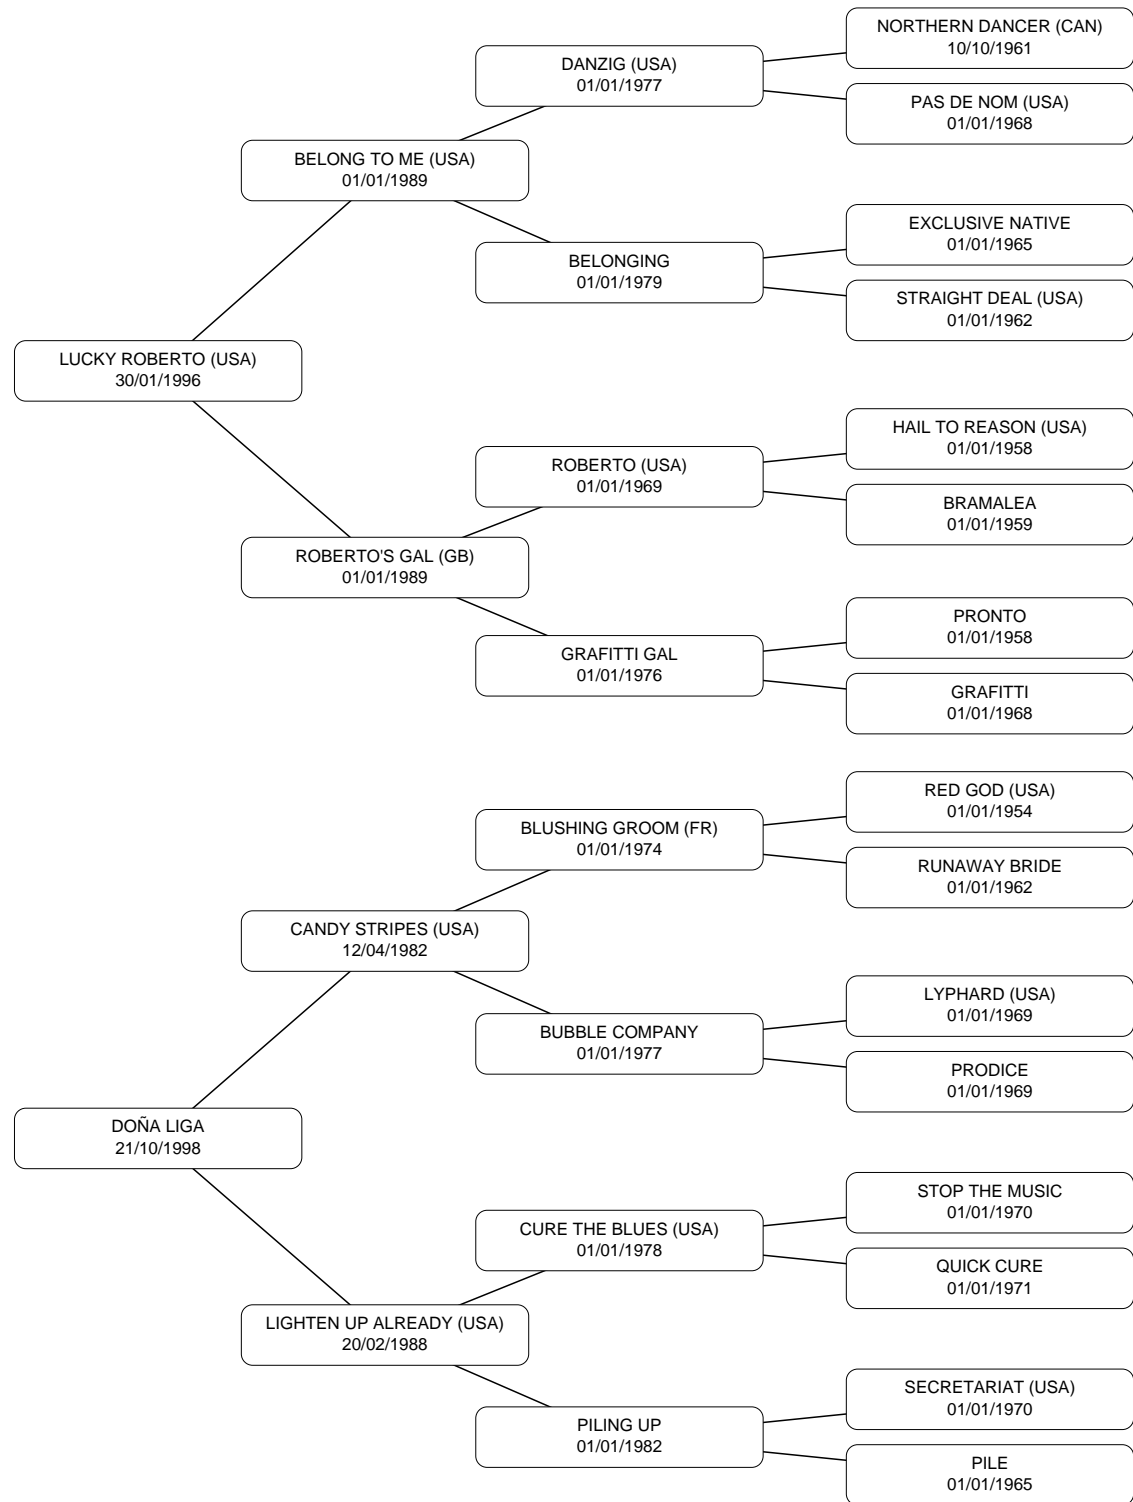 NORTHERN DANCER (CAN)
10/10/1961
DANZIG (USA)
01/01/1977
PAS DE NOM (USA)
01/01/1968
BELONG TO ME (USA)
01/01/1989
EXCLUSIVE NATIVE
01/01/1965
BELONGING
01/01/1979
STRAIGHT DEAL (USA)
01/01/1962
LUCKY ROBERTO (USA)
30/01/1996
HAIL TO REASON (USA)
01/01/1958
ROBERTO (USA)
01/01/1969
BRAMALEA
01/01/1959
ROBERTO'S GAL (GB)
01/01/1989
PRONTO
01/01/1958
GRAFITTI GAL
01/01/1976
GRAFITTI
01/01/1968
RED GOD (USA)
01/01/1954
BLUSHING GROOM (FR)
01/01/1974
RUNAWAY BRIDE
01/01/1962
CANDY STRIPES (USA)
12/04/1982
LYPHARD (USA)
01/01/1969
BUBBLE COMPANY
01/01/1977
PRODICE
01/01/1969
DOÑA LIGA
21/10/1998
STOP THE MUSIC
01/01/1970
CURE THE BLUES (USA)
01/01/1978
QUICK CURE
01/01/1971
LIGHTEN UP ALREADY (USA)
20/02/1988
SECRETARIAT (USA)
01/01/1970
PILING UP
01/01/1982
PILE
01/01/1965